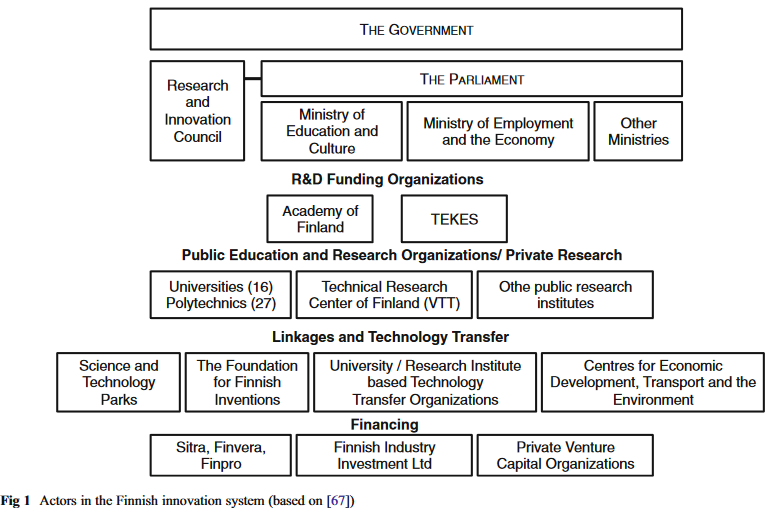 THE GOVERNMENT
Research
and
Innovation
Council
THE PARLIAMENT
Ministry of
Education and
Culture
Ministry of Employment
and the Economy
Other
Ministries
R&D Funding Organizations
Academy of
Finland
TEKES
Public Education and Research Organizations/ Private Research
Universities (16)
Polytechnics (27)
Technical Research
Center of Finland (VTT)
Othe public research
institutes
Linkages and Technology Transfer
Science and
Technology
Parks
The Foundation
for Finnish
Inventions
University / Research Institute
based Technology
Transfer Organizations
Centres for Economic
Development, Transport and the
Environment
Financing
Sitra, Finvera,
Finpro
Finnish Industry
Investment Ltd
Private Venture
Capital Organizations
Fig 1 Actors in the Finnish innovation system (based on [67])